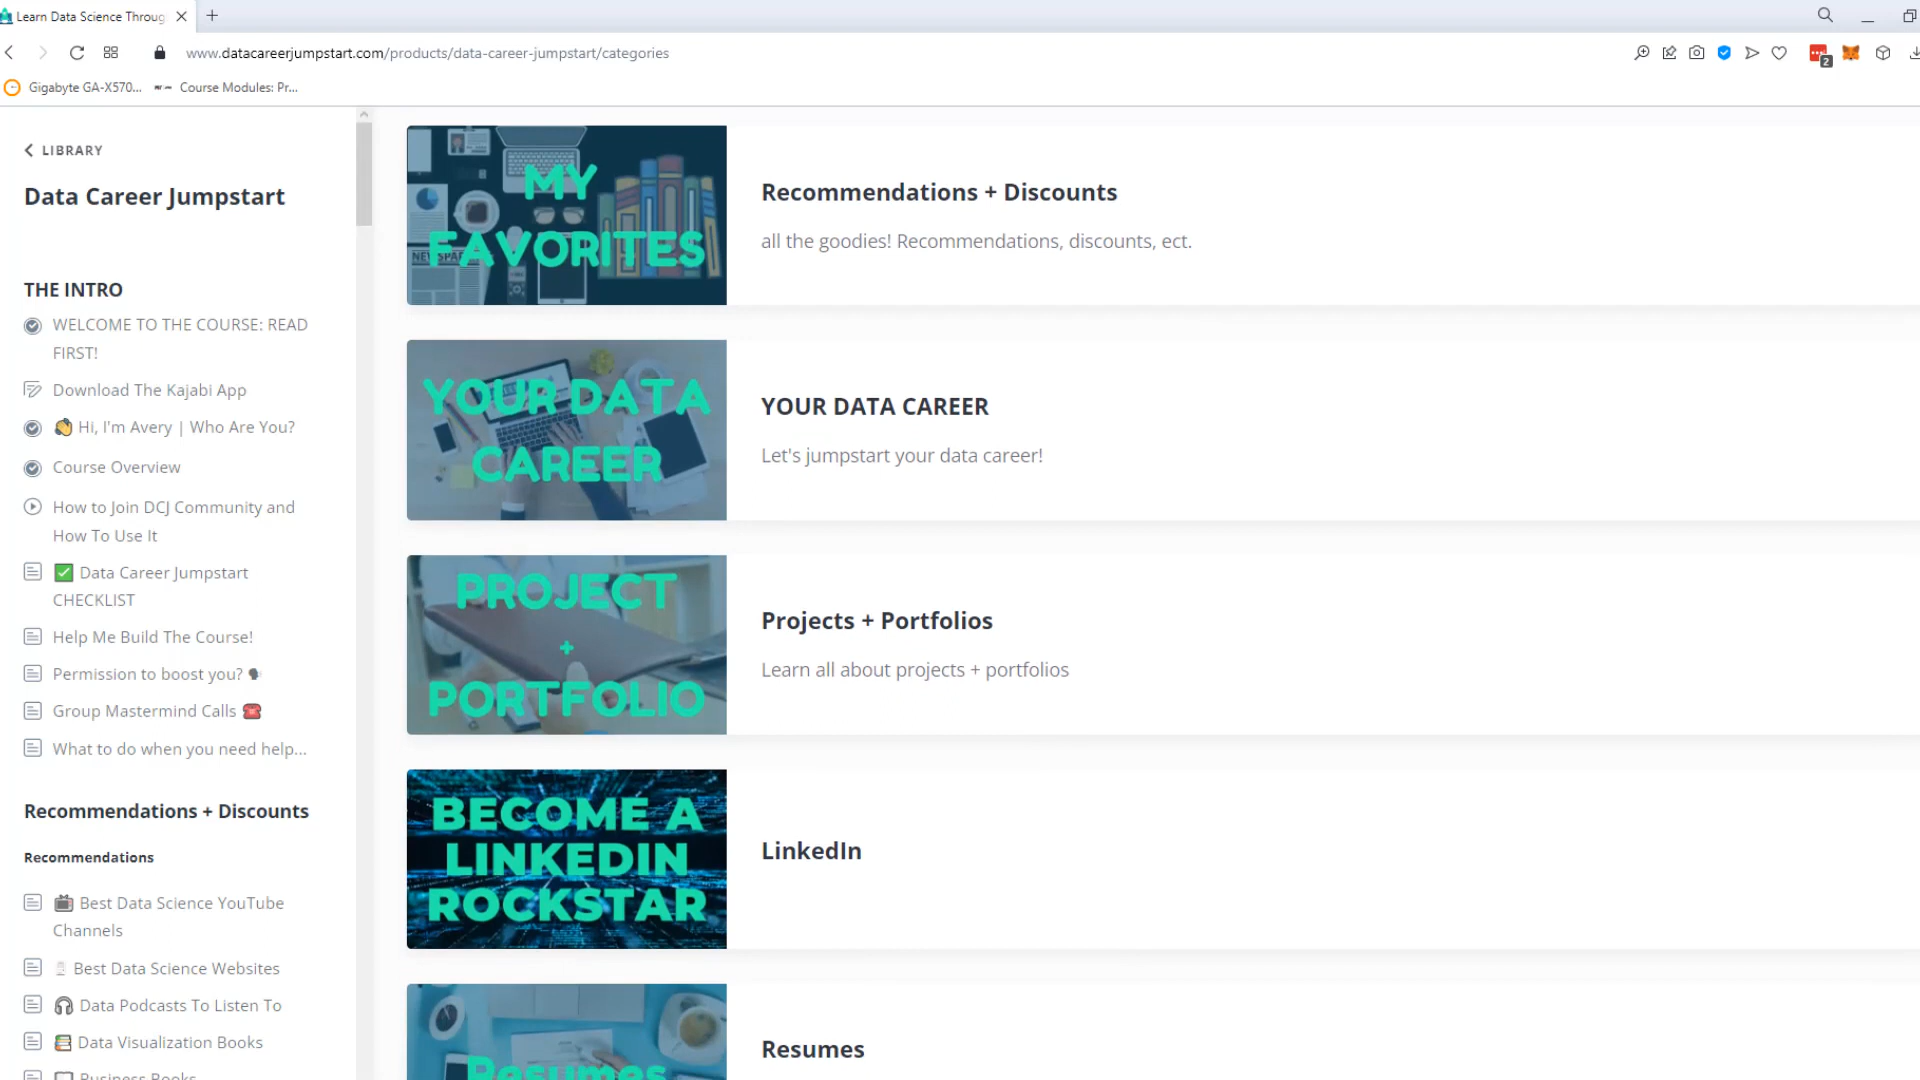 Learn Data Science Throug
www.datacareerjumpstart.com/products/data-career-jumpstart/categories
2
Gigabyte GA-X570...
Course Modules: Pr...
LIBRARY
Data Career Jumpstart
THE INTRO
WELCOME TO THE COURSE: READ
FIRST!
Download The Kajabi App
👋 Hi, I'm Avery | Who Are You?
Course Overview
How to Join DCJ Community and
How To Use It
✅ Data Career Jumpstart
CHECKLIST
Help Me Build The Course!
Permission to boost you? 🗣
Group Mastermind Calls ☎
What to do when you need help...
Recommendations + Discounts
Recommendations
📺 Best Data Science YouTube
Channels
Best Data Science Websites
🎧 Data Podcasts To Listen To
📚 Data Visualization Books
Business Books
MY
FAVORITES
NEWSPAP
Recommendations + Discounts
all the goodies! Recommendations, discounts, ect.
YOUR DATA
CAREER
YOUR DATA CAREER
Let's jumpstart your data career!
PROJECT
+
PORTFOLIO
Projects + Portfolios
Learn all about projects + portfolios
BECOME A
LINKEDIN
ROCKSTAR
LinkedIn
Resumes
Resumes